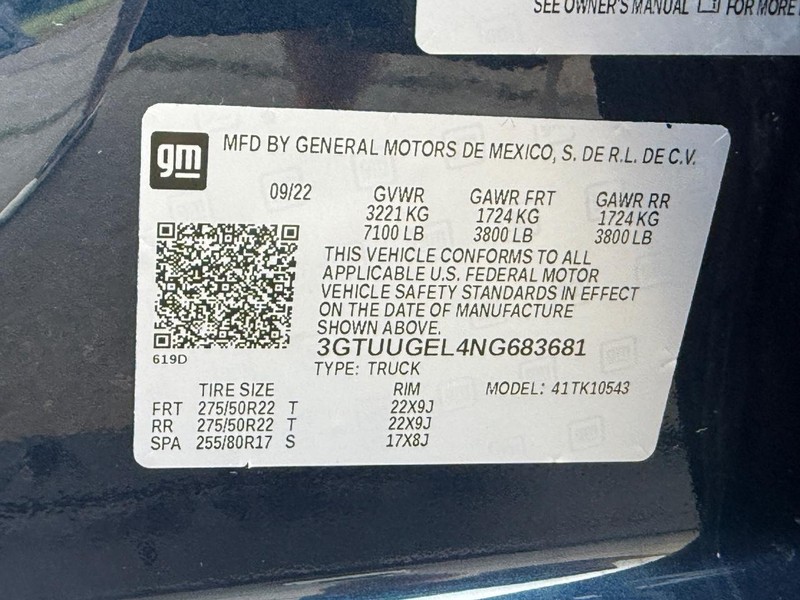 SEE OWNER'S MANUAL FOR MORE
gm
MFD BY GENERAL MOTORS DE MEXICO, S. DE R.L. DE C.V.
09/22 GVWR GAWR FRT GAWR RR
3221 KG 1724 KG 1724 KG
7100 LB 3800 LB 3800 LB
THIS VEHICLE CONFORMS TO ALL
APPLICABLE U.S. FEDERAL MOTOR
VEHICLE SAFETY STANDARDS IN EFFECT
ON THE DATE OF MANUFACTURE
SHOWN ABOVE.
619D
3GTUUGEL4NG683681
TYPE: TRUCK
TIRE SIZE RIM MODEL: 41TK10543
FRT 275/50R22 T 22X9J
RR 275/50R22 T 22X9J
SPA 255/80R17 S 17X8J